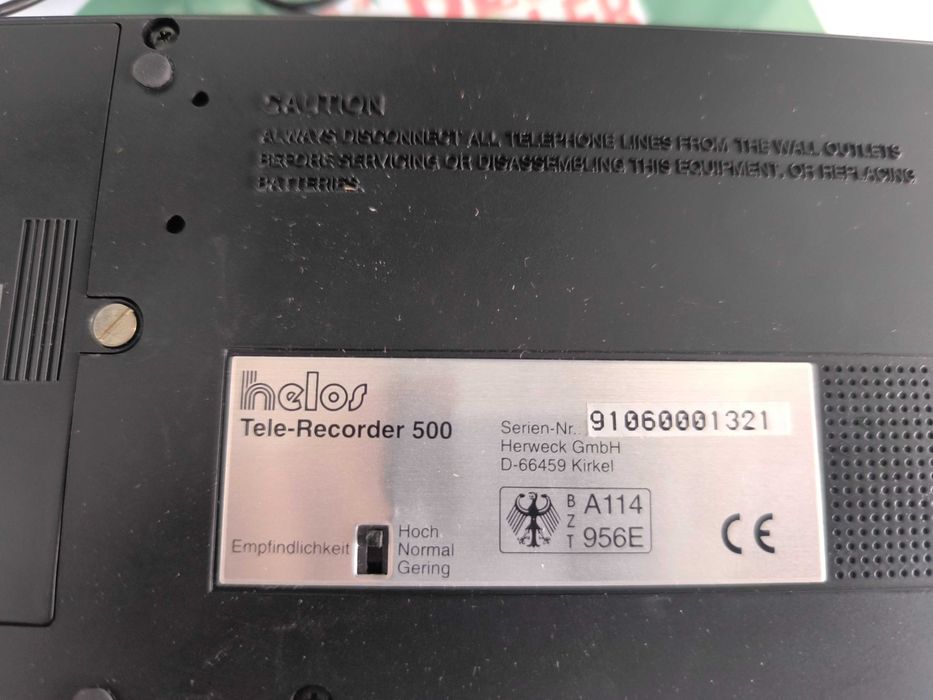 CAUTION
ALWAYS DISCONNECT ALL TELEPHONE LINES FROM THE WALL OUTLETS
BEFORE SERVICING OR DISASSEMBLING THIS EQUIPMENT, OR REPLACING
BATTERIES.
helos
Tele-Recorder 500
Serien-Nr.: 91060001321
Herweck GmbH
D-66459 Kirkel
BZT A114
956E
CE
Empfindlichkeit
Hoch
Normal
Gering